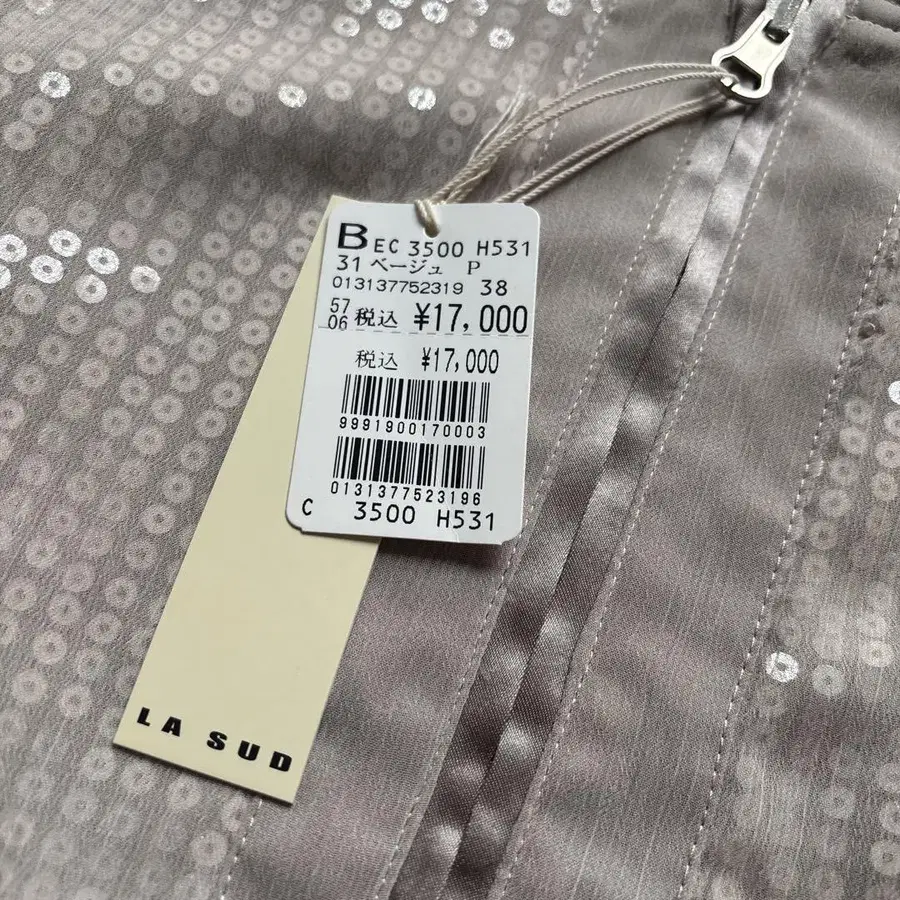 B EC 3500 H531
31 ベージュ P
013137752319 38
57
06 税込 ¥17,000
税込 ¥17,000
9991900170003
0131377523196
C 3500 H531
LA SUD